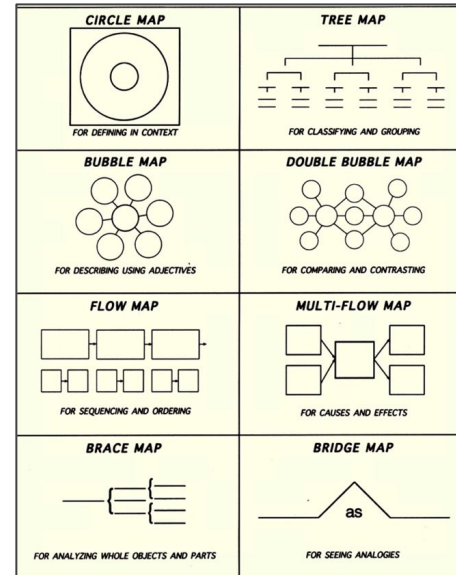 CIRCLE MAP
FOR DEFINING IN CONTEXT
TREE MAP
FOR CLASSIFYING AND GROUPING
BUBBLE MAP
FOR DESCRIBING USING ADJECTIVES
DOUBLE BUBBLE MAP
FOR COMPARING AND CONTRASTING
FLOW MAP
FOR SEQUENCING AND ORDERING
MULTI-FLOW MAP
FOR CAUSES AND EFFECTS
BRACE MAP
FOR ANALYZING WHOLE OBJECTS AND PARTS
BRIDGE MAP
as
FOR SEEING ANALOGIES